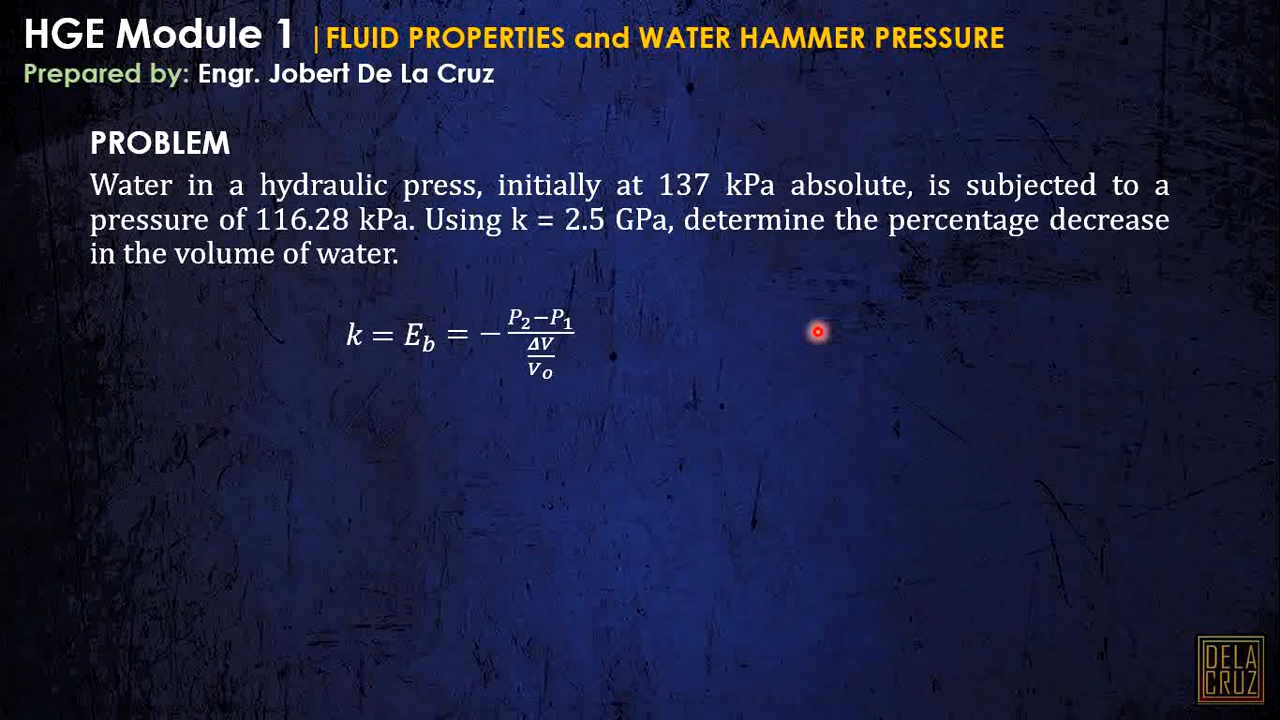 HGE Module 1 | FLUID PROPERTIES and WATER HAMMER PRESSURE
Prepared by: Engr. Jobert De La Cruz
PROBLEM
Water in a hydraulic press, initially at 137 kPa absolute, is subjected to a
pressure of 116.28 kPa. Using k = 2.5 GPa, determine the percentage decrease
in the volume of water.
k = E_b = − (P_2−P_1)/(ΔV/V_O)
DELA
CRUZ